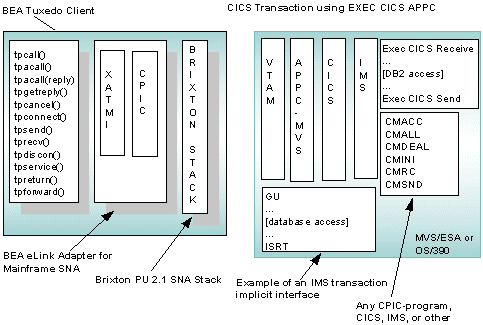 BEA Tuxedo Client
CICS Transaction using EXEC CICS APPC
tpcall()
tpacall()
tpacall(reply)
tpgetreply()
tpcancel()
tpconnect()
tpsend()
tprecv()
tpdiscon()
tpservice()
tpreturn()
tpforward()
XATMI
CPIC
BRIXTON STACK
VTAM
APPC-MVS
CICS
IMS
Exec CICS Receive
...
[DB2 access]
...
Exec CICS Send
CMACC
CMALL
CMDEAL
CMINI
CMRC
CMSND
GU
...
[database access]
...
ISRT
MVS/ESA or
OS/390
BEA eLink Adapter for
Mainframe SNA
Brixton PU 2.1 SNA Stack
Example of an IMS transaction
implicit interface
Any CPIC-program,
CICS, IMS, or other